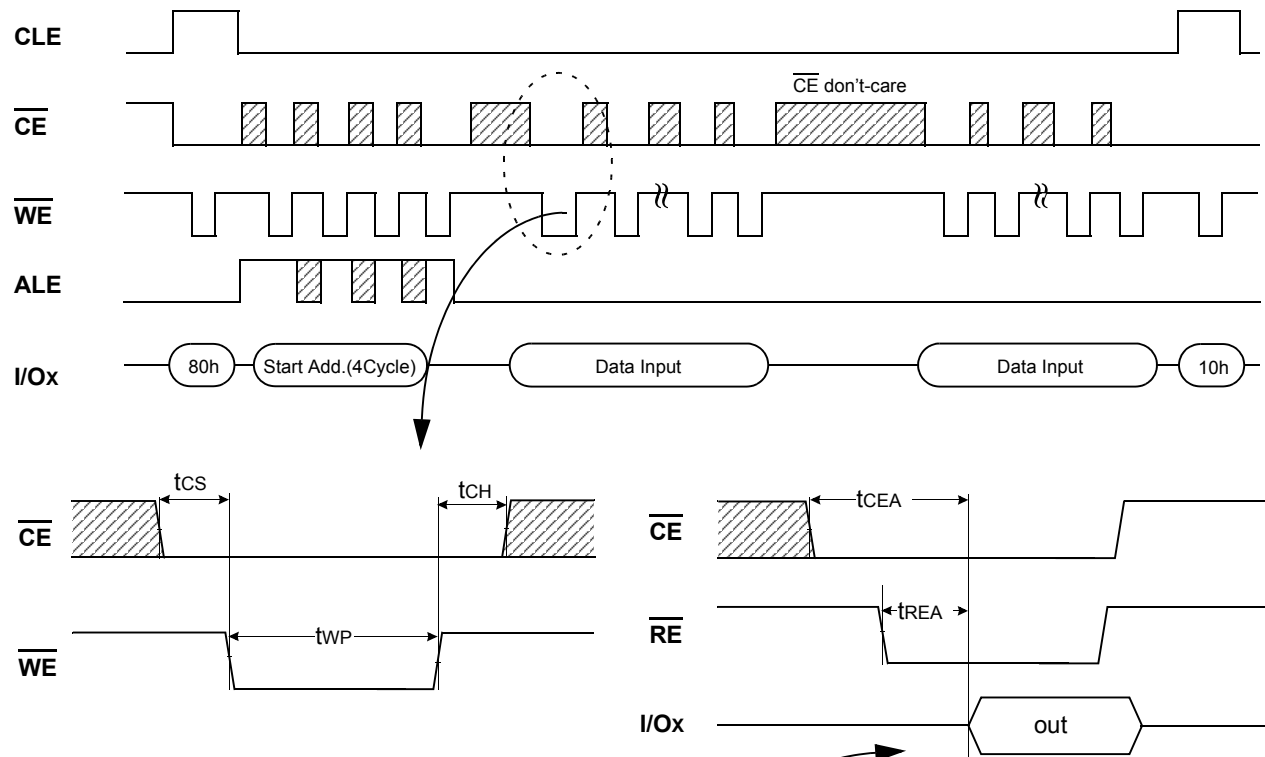 CLE
CE don't-care
CE
WE
ALE
I/Ox 80h Start Add.(4Cycle) Data Input Data Input 10h
tCS tCH
CE
tWP
WE
tCEA
CE
tREA
RE
I/Ox out